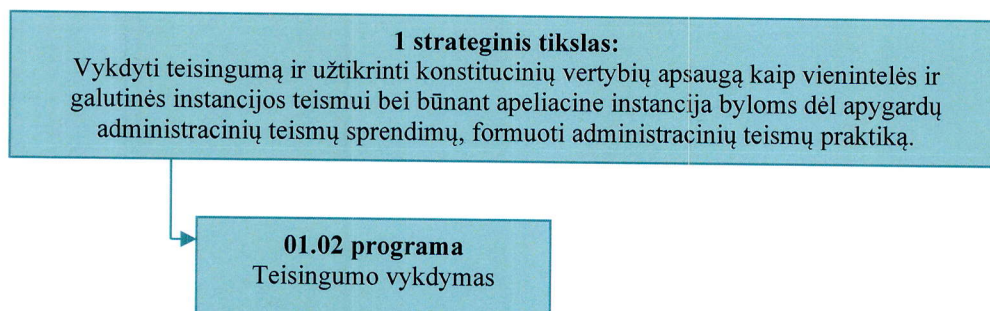 1 strateginis tikslas:
Vykdyti teisingumą ir užtikrinti konstitucinių vertybių apsaugą kaip vienintelės ir
galutinės instancijos teismui bei būnant apeliacine instancija byloms dėl apygardų
administracinių teismų sprendimų, formuoti administracinių teismų praktiką.
01.02 programa
Teisingumo vykdymas